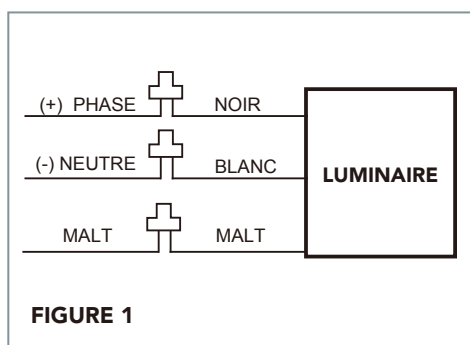 (+) PHASE NOIR
(-) NEUTRE BLANC
LUMINAIRE
MALT MALT
FIGURE 1